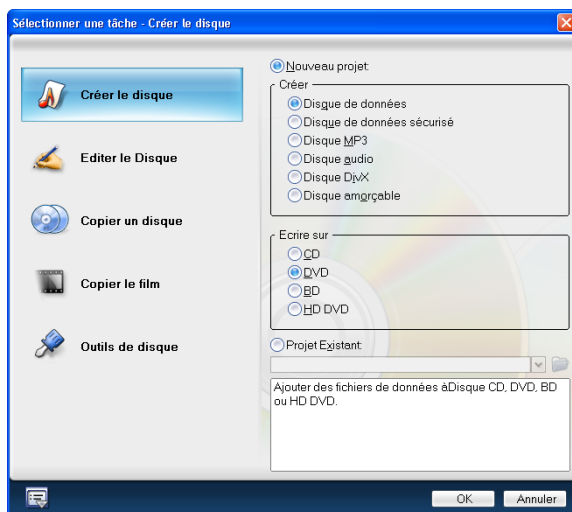 Sélectionner une tâche - Créer le disque
Créer le disque
Editer le Disque
Copier un disque
Copier le film
Outils de disque
Nouveau projet:
Créer
Disque de données
Disque de données sécurisé
Disque MP3
Disque audio
Disque DivX
Disque amorçable
Ecrire sur
CD
DVD
BD
HD DVD
Projet Existant:
Ajouter des fichiers de données àDisque CD, DVD, BD
ou HD DVD.
OK
Annuler